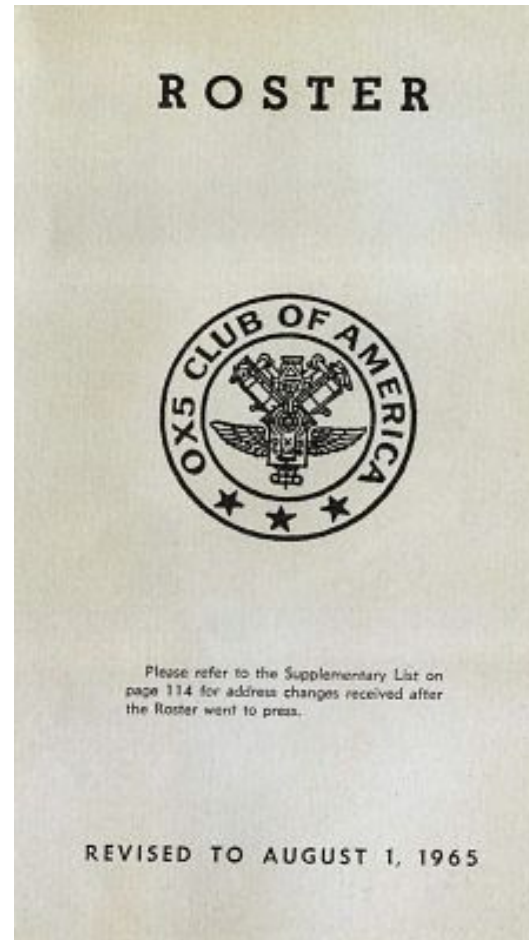 ROSTER
OX5 CLUB OF AMERICA
Please refer to the Supplementary List on
page 114 for address changes received after
the Roster went to press.
REVISED TO AUGUST 1, 1965